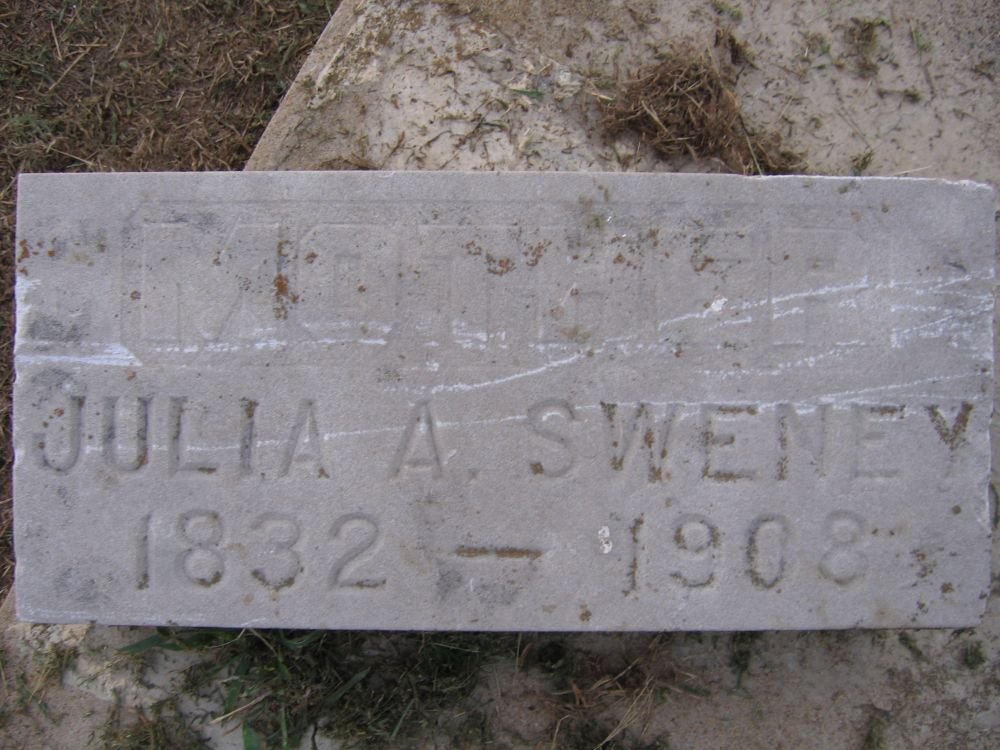 MOTHER
JULIA A. SWENEY
1832 — 1908